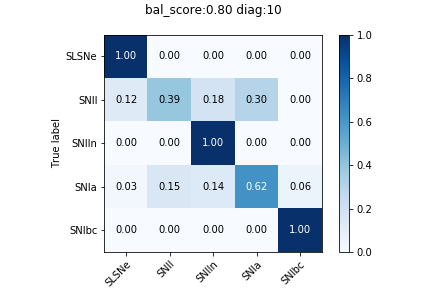 bal_score:0.80 diag:10
SLSNe 1.00 0.00 0.00 0.00 0.00
SNII 0.12 0.39 0.18 0.30 0.00
SNIIn 0.00 0.00 1.00 0.00 0.00
SNIa 0.03 0.15 0.14 0.62 0.06
SNIbc 0.00 0.00 0.00 0.00 1.00
True label
SLSNe SNII SNIIn SNIa SNIbc
1.0
0.8
0.6
0.4
0.2
0.0